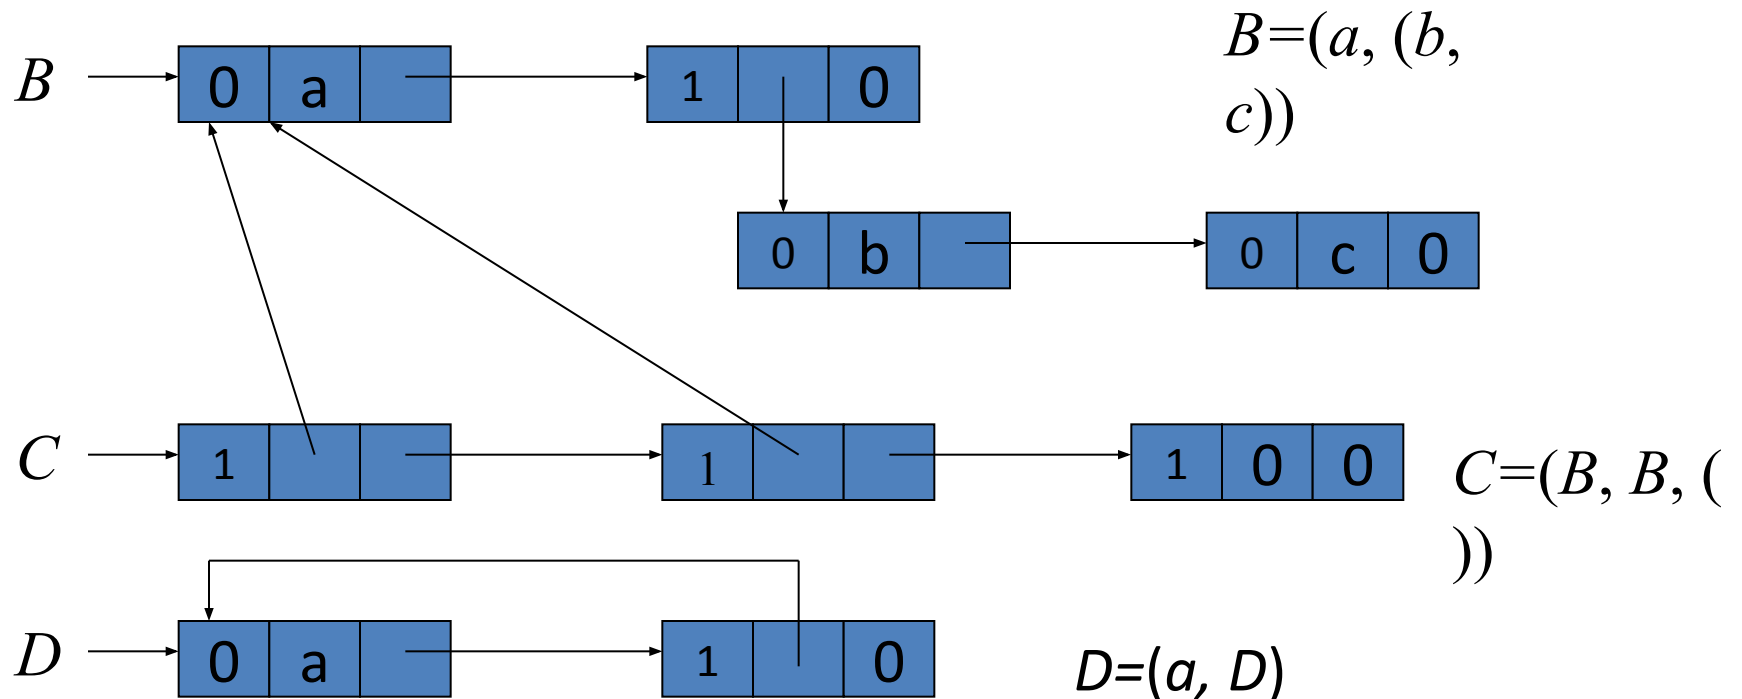 B 0 a 1 0 B=(a, (b,
c))
0 b 0 c 0
C 1 1 1 0 0 C=(B, B, (
))
D 0 a 1 0 D=(a, D)